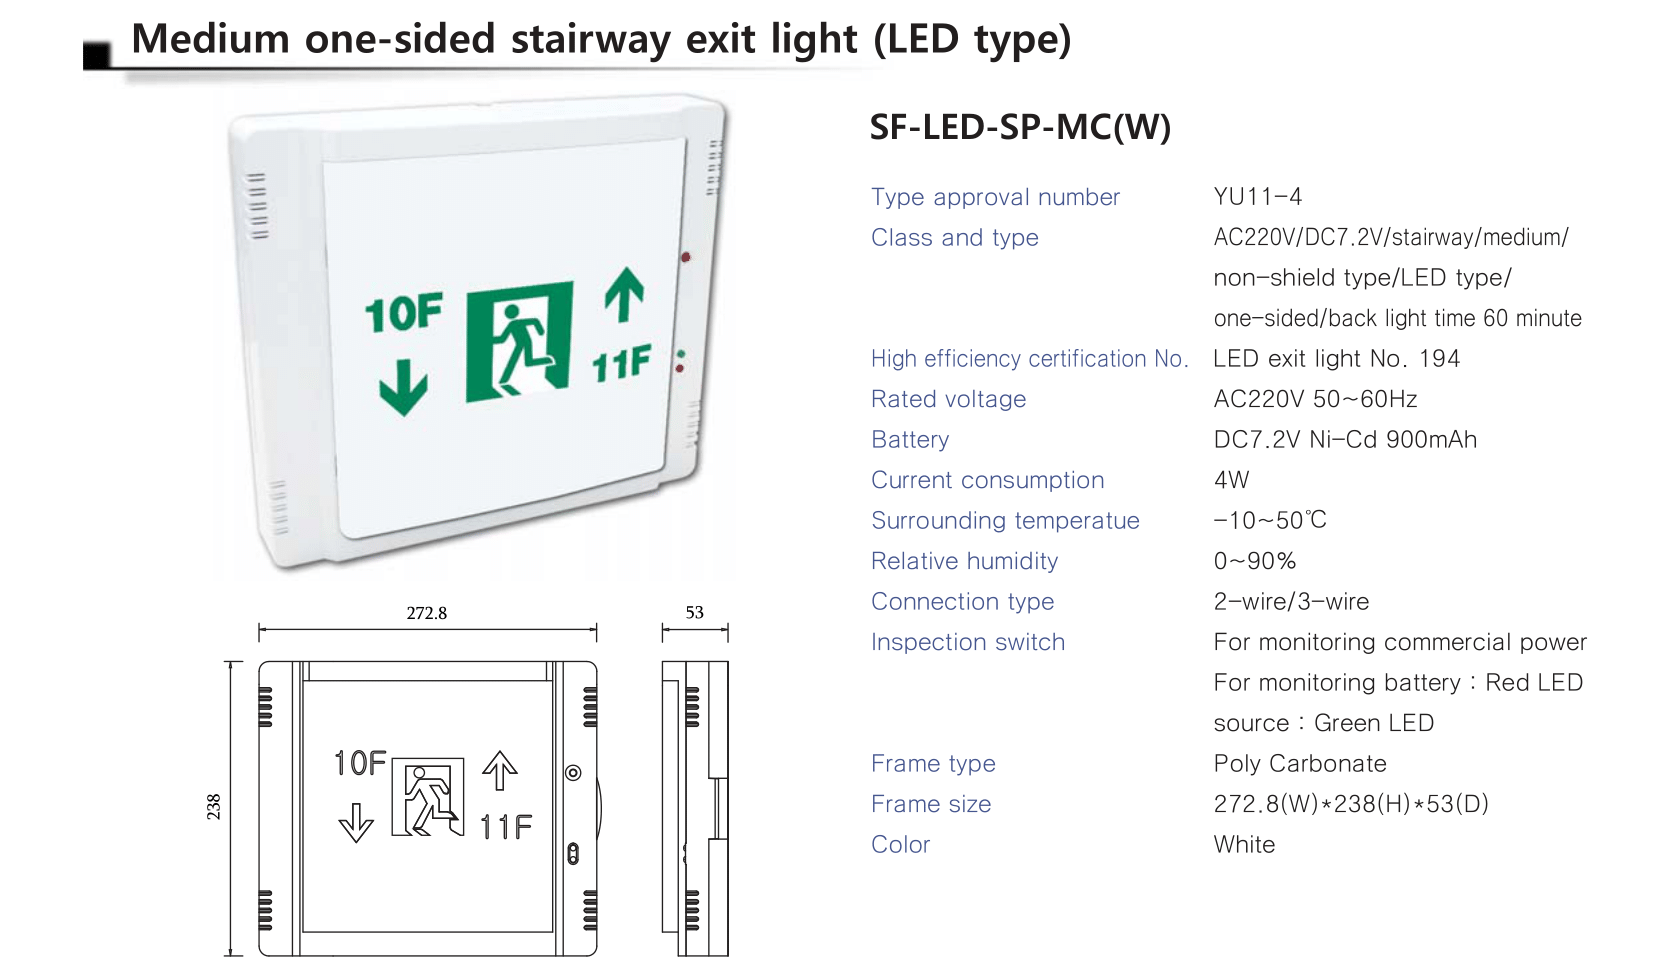 Medium one-sided stairway exit light (LED type)
SF-LED-SP-MC(W)
10F
11F
Type approval number YU11-4
Class and type AC220V/DC7.2V/stairway/medium/
non-shield type/LED type/
one-sided/back light time 60 minute
High efficiency certification No. LED exit light No. 194
Rated voltage AC220V 50~60Hz
Battery DC7.2V Ni-Cd 900mAh
Current consumption 4W
Surrounding temperatue -10~50℃
Relative humidity 0~90%
Connection type 2-wire/3-wire
Inspection switch For monitoring commercial power
For monitoring battery : Red LED
source : Green LED
Frame type Poly Carbonate
Frame size 272.8(W)*238(H)*53(D)
Color White
272.8
53
238
10F
11F